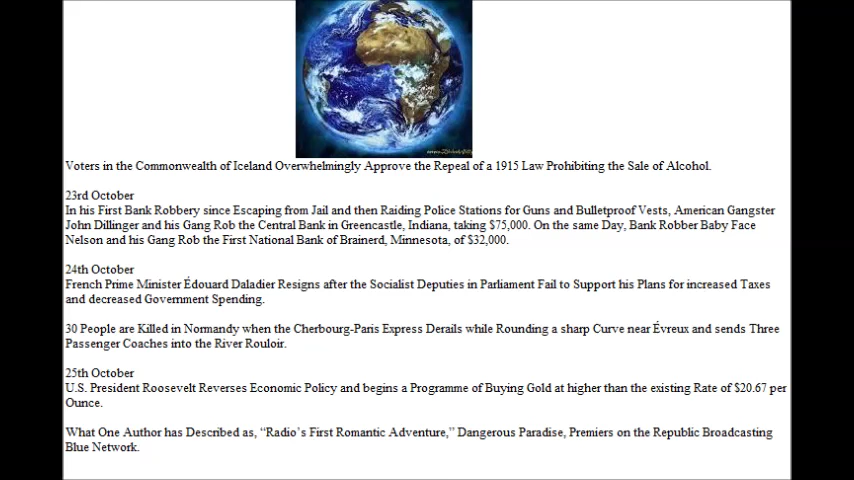 Voters in the Commonwealth of Iceland Overwhelmingly Approve the Repeal of a 1915 Law Prohibiting the Sale of Alcohol.
23rd October
In his First Bank Robbery since Escaping from Jail and then Raiding Police Stations for Guns and Bulletproof Vests, American Gangster
John Dillinger and his Gang Rob the Central Bank in Greencastle, Indiana, taking $75,000. On the same Day, Bank Robber Baby Face
Nelson and his Gang Rob the First National Bank of Brainerd, Minnesota, of $32,000.
24th October
French Prime Minister Édouard Daladier Resigns after the Socialist Deputies in Parliament Fail to Support his Plans for increased Taxes
and decreased Government Spending.
30 People are Killed in Normandy when the Cherbourg-Paris Express Derails while Rounding a sharp Curve near Évreux and sends Three
Passenger Coaches into the River Rouloir.
25th October
U.S. President Roosevelt Reverses Economic Policy and begins a Programme of Buying Gold at higher than the existing Rate of $20.67 per
Ounce.
What One Author has Described as, “Radio’s First Romantic Adventure,” Dangerous Paradise, Premiers on the Republic Broadcasting
Blue Network.